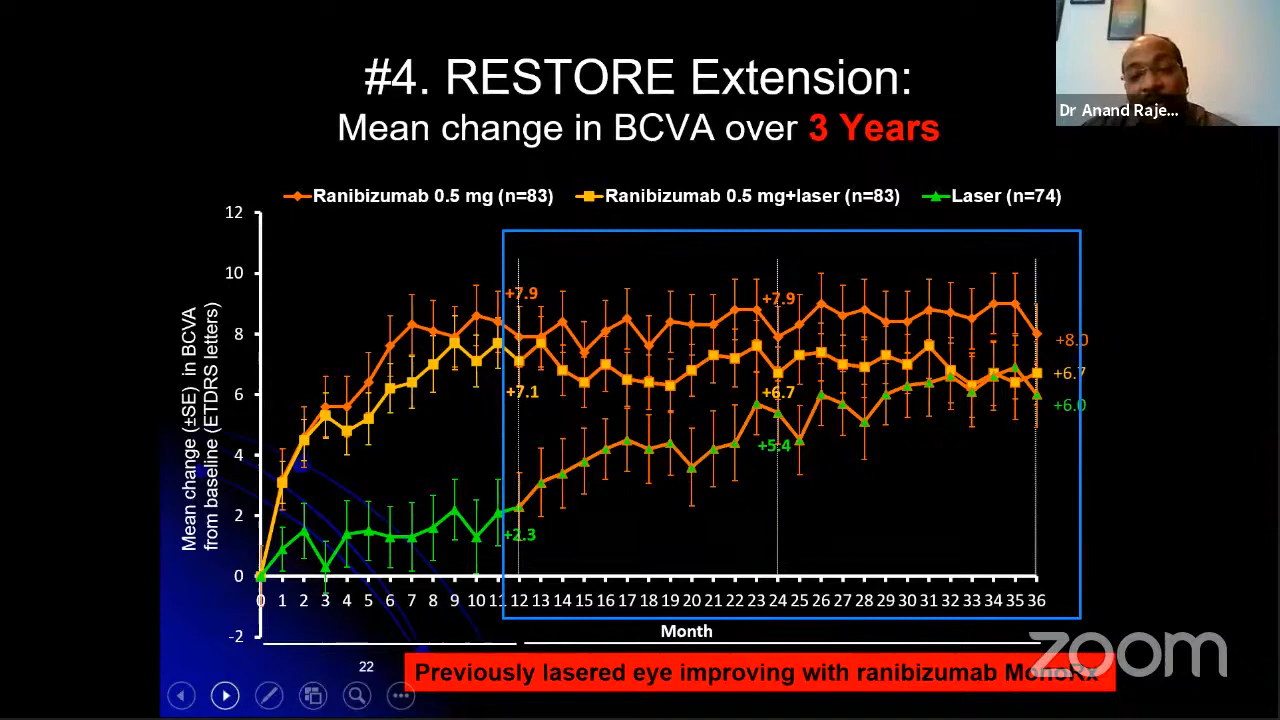 #4. RESTORE Extension:
Mean change in BCVA over 3 Years
Dr Anand Raje...
Ranibizumab 0.5 mg (n=83) Ranibizumab 0.5 mg+laser (n=83) Laser (n=74)
Mean change (±SE) in BCVA
from baseline (ETDRS letters)
12
10
8
6
4
2
0
-2
+7.9
+7.9
+8.0
+7.1
+6.7
+6.7
+2.3
+5.4
+6.0
0 1 2 3 4 5 6 7 8 9 10 11 12 13 14 15 16 17 18 19 20 21 22 23 24 25 26 27 28 29 30 31 32 33 34 35 36
Month
22
Previously lasered eye improving with ranibizumab MonoRx
zoom